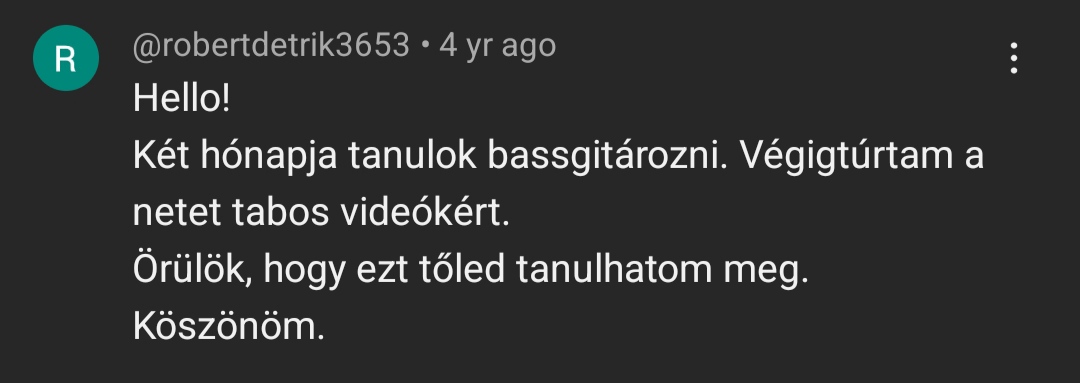 R
@robertdetrik3653 • 4 yr ago
Hello!
Két hónapja tanulok bassgitározni. Végigtúrtam a
netet tabos videókért.
Örülök, hogy ezt tőled tanulhatom meg.
Köszönöm.